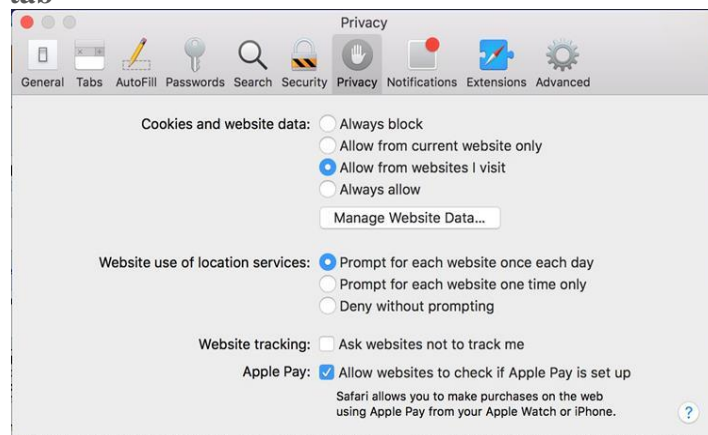 tab
Privacy
General Tabs AutoFill Passwords Search Security Privacy Notifications Extensions Advanced
Cookies and website data: Always block
Allow from current website only
Allow from websites I visit
Always allow
Manage Website Data...
Website use of location services: Prompt for each website once each day
Prompt for each website one time only
Deny without prompting
Website tracking: Ask websites not to track me
Apple Pay: Allow websites to check if Apple Pay is set up
Safari allows you to make purchases on the web
using Apple Pay from your Apple Watch or iPhone.
?